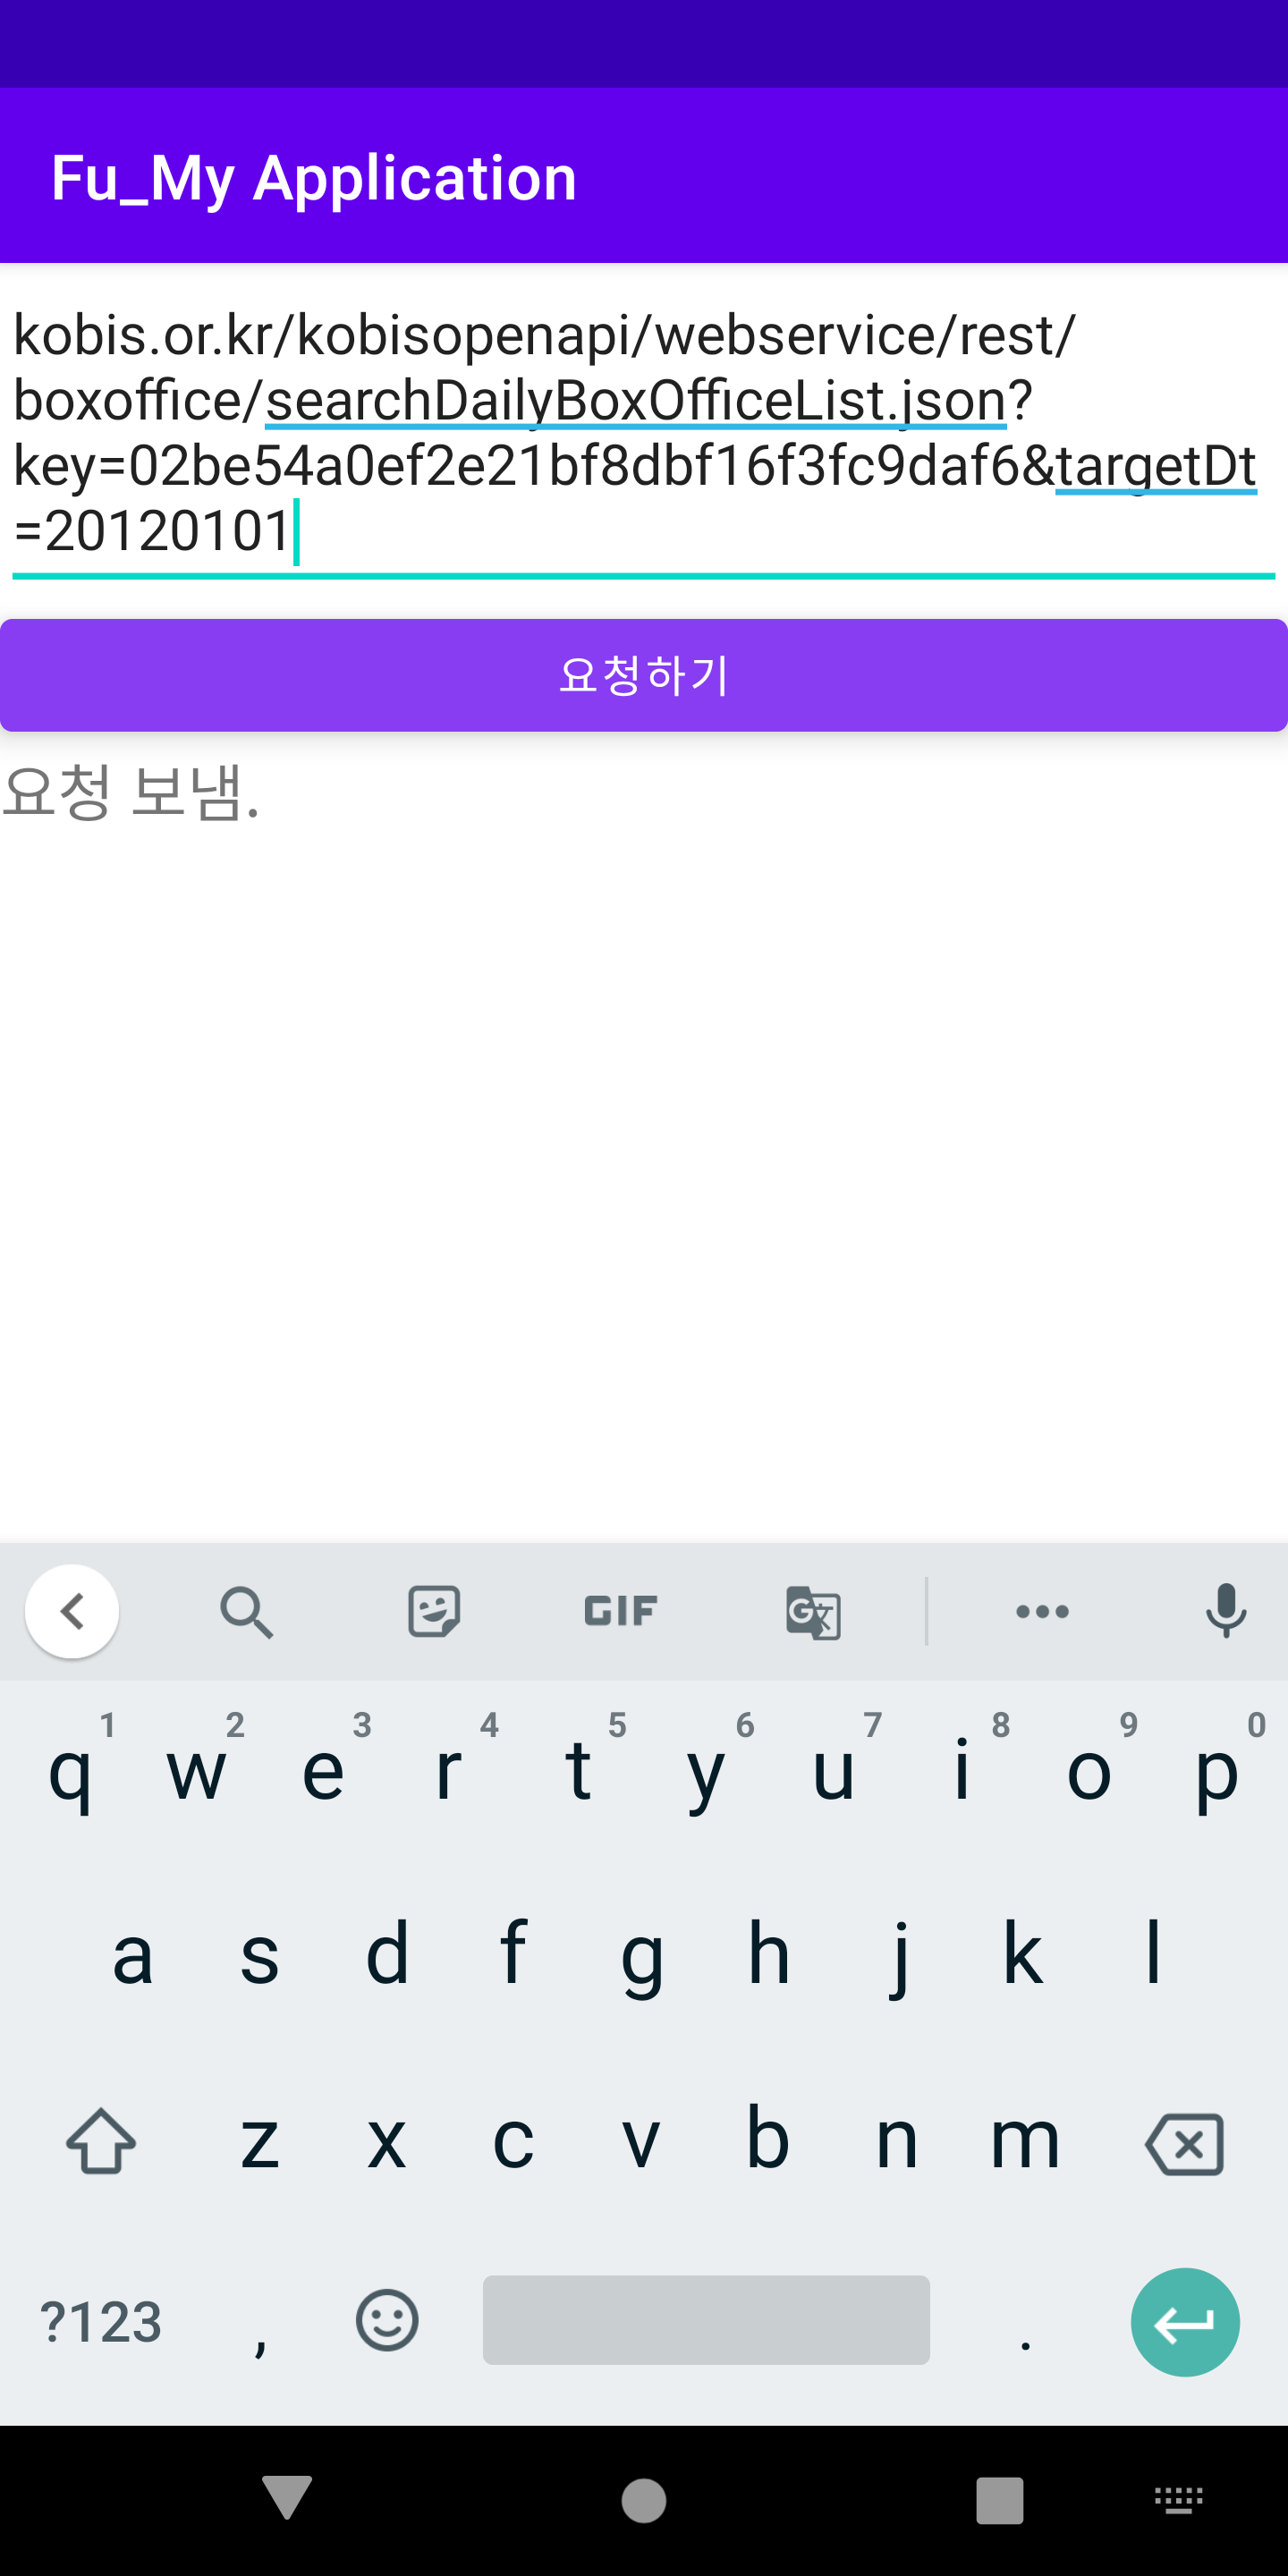 Fu_My Application
kobis.or.kr/kobisopenapi/webservice/rest/
boxoffice/searchDailyBoxOfficeList.json?
key=02be54a0ef2e21bf8dbf16f3fc9daf6&targetDt
=20120101
요청하기
요청 보냄.
GIF
1 2 3 4 5 6 7 8 9 0
q w e r t y u i o p
a s d f g h j k l
z x c v b n m
?123 , .